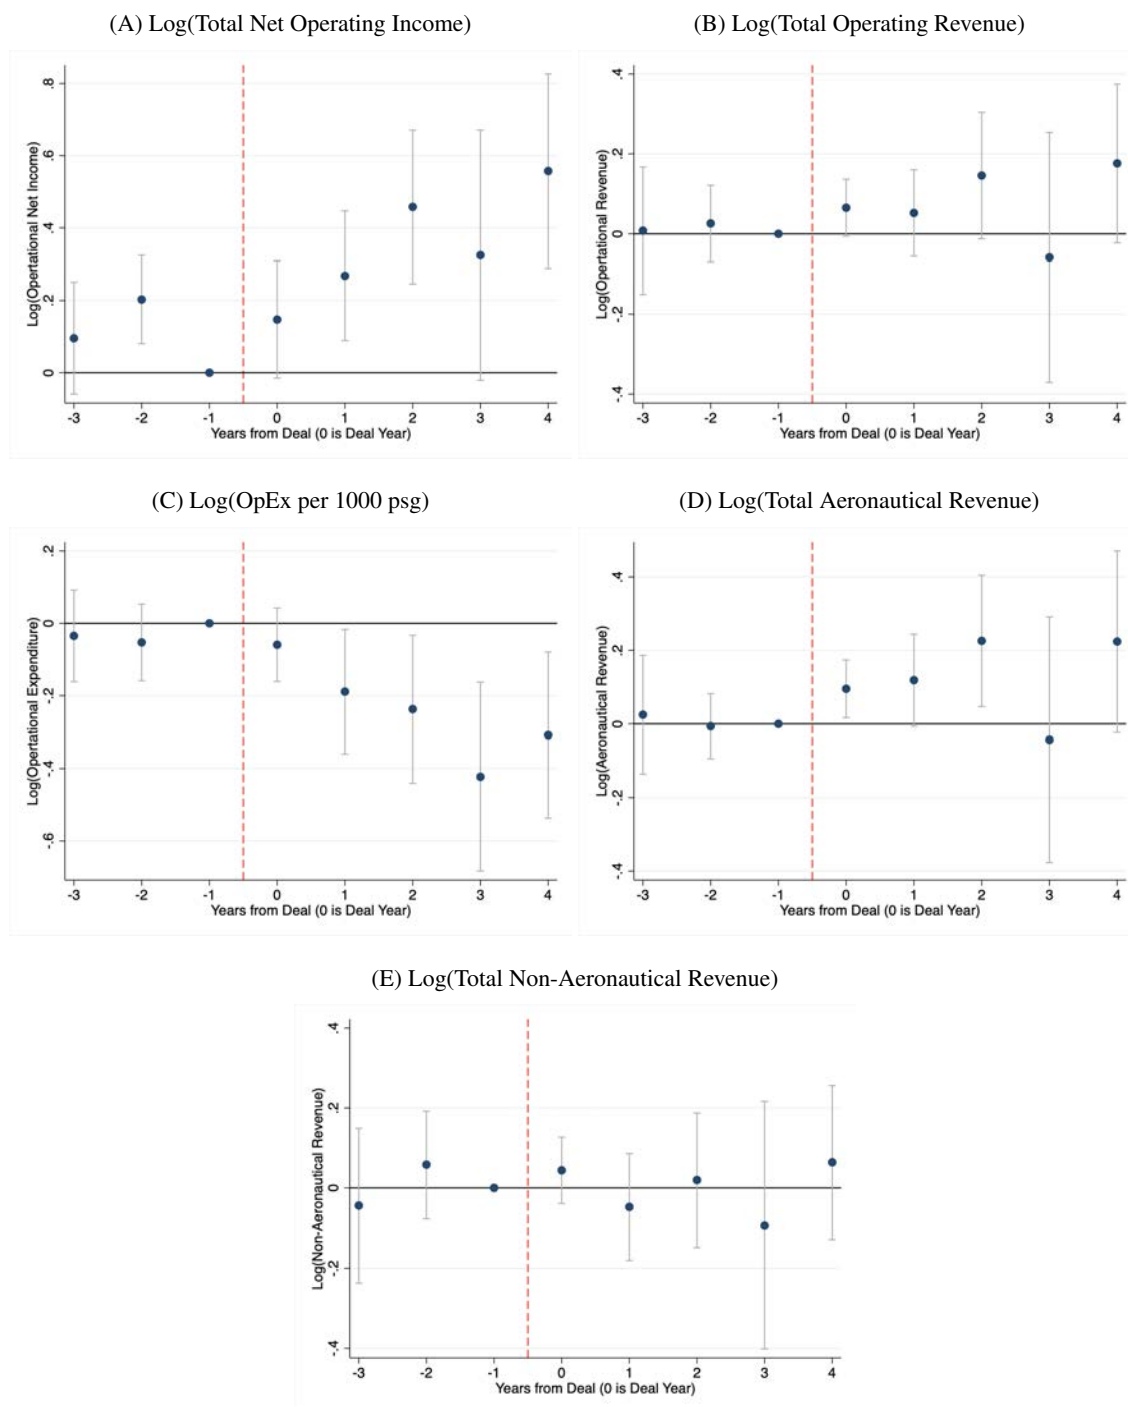 (A) Log(Total Net Operating Income)
Log(Opertational Net Income)
.8
.6
.4
.2
0
-3 -2 -1 0 1 2 3 4
Years from Deal (0 is Deal Year)
(B) Log(Total Operating Revenue)
Log(Opertational Revenue)
.4
.2
0
-.2
-.4
-3 -2 -1 0 1 2 3 4
Years from Deal (0 is Deal Year)
(C) Log(OpEx per 1000 psg)
Log(Opertational Expenditure)
.2
0
-.2
-.4
-.6
-3 -2 -1 0 1 2 3 4
Years from Deal (0 is Deal Year)
(D) Log(Total Aeronautical Revenue)
Log(Aeronautical Revenue)
.4
.2
0
-.2
-.4
-3 -2 -1 0 1 2 3 4
Years from Deal (0 is Deal Year)
(E) Log(Total Non-Aeronautical Revenue)
Log(Non-Aeronautical Revenue)
.4
.2
0
-.2
-.4
-3 -2 -1 0 1 2 3 4
Years from Deal (0 is Deal Year)